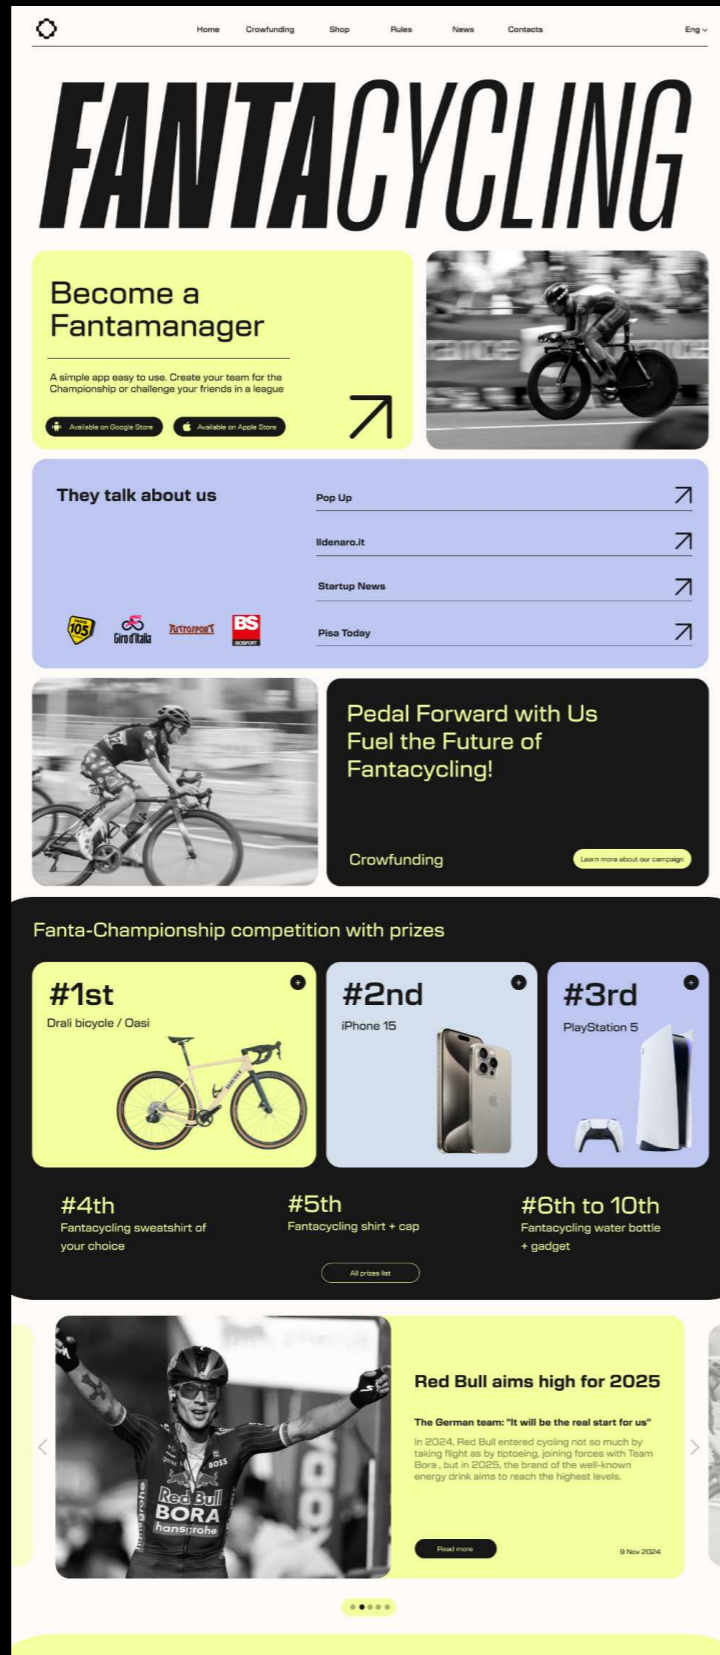 Home Crowfunding Shop Rules News Contacts Eng
FANTACYCLING
Become a
Fantamanager
A simple app easy to use. Create your team for the
Championship or challenge your friends in a league
Available on Google Store Available on Apple Store
They talk about us
Pop Up
Ildenaro.it
Startup News
Pisa Today
105
Giro d'Italia
TUTTOSPORT
BS
Pedal Forward with Us
Fuel the Future of
Fantacycling!
Crowfunding
Learn more about our campaign
Fanta-Championship competition with prizes
#1st
Drali bicycle / Oasi
#2nd
iPhone 15
#3rd
PlayStation 5
#4th
Fantacycling sweatshirt of
your choice
#5th
Fantacycling shirt + cap
#6th to 10th
Fantacycling water bottle
+ gadget
All prizes list
BOSS
Red Bull
BORA
hansgrohe
hansgrohe
Red Bull aims high for 2025
The German team: "It will be the real start for us"
In 2024, Red Bull entered cycling not so much by
taking flight as by tiptoeing, joining forces with Team
Bora , but in 2025, the brand of the well-known
energy drink aims to reach the highest levels.
Read more
9 Nov 2024